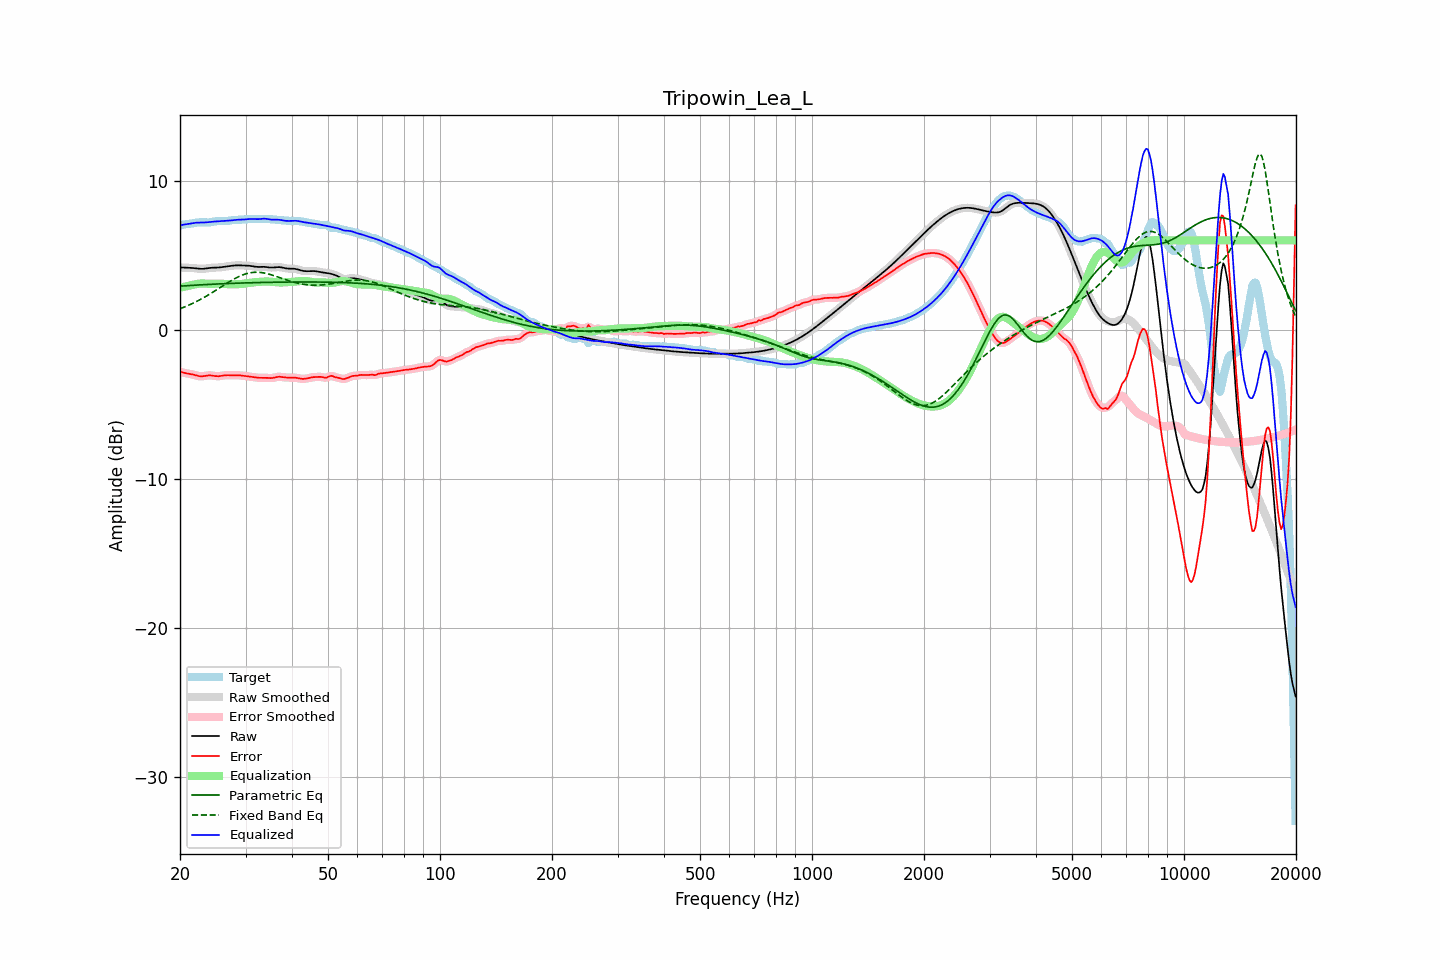 Tripowin_Lea_L
Amplitude (dBr)
10
0
−10
−20
−30
Target
Raw Smoothed
Error Smoothed
Raw
Error
Equalization
Parametric Eq
Fixed Band Eq
Equalized
20 50 100 200 500 1000 2000 5000 10000 20000
Frequency (Hz)